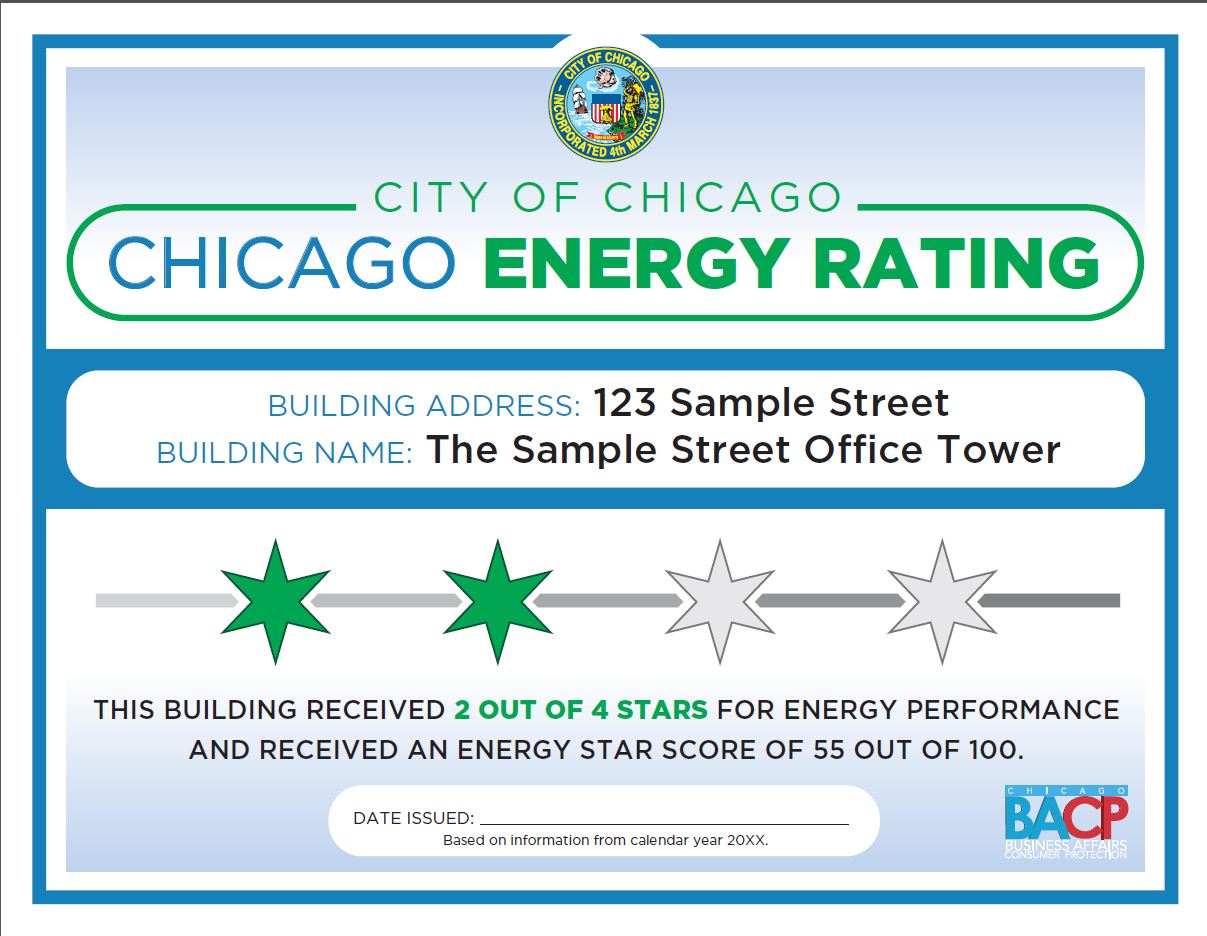 CITY OF CHICAGO
INCORPORATED 4th MARCH 1837
CITY OF CHICAGO
CHICAGO ENERGY RATING
BUILDING ADDRESS: 123 Sample Street
BUILDING NAME: The Sample Street Office Tower
THIS BUILDING RECEIVED 2 OUT OF 4 STARS FOR ENERGY PERFORMANCE
AND RECEIVED AN ENERGY STAR SCORE OF 55 OUT OF 100.
DATE ISSUED:
Based on information from calendar year 20XX.
CHICAGO
BACP
BUSINESS AFFAIRS
CONSUMER PROTECTION